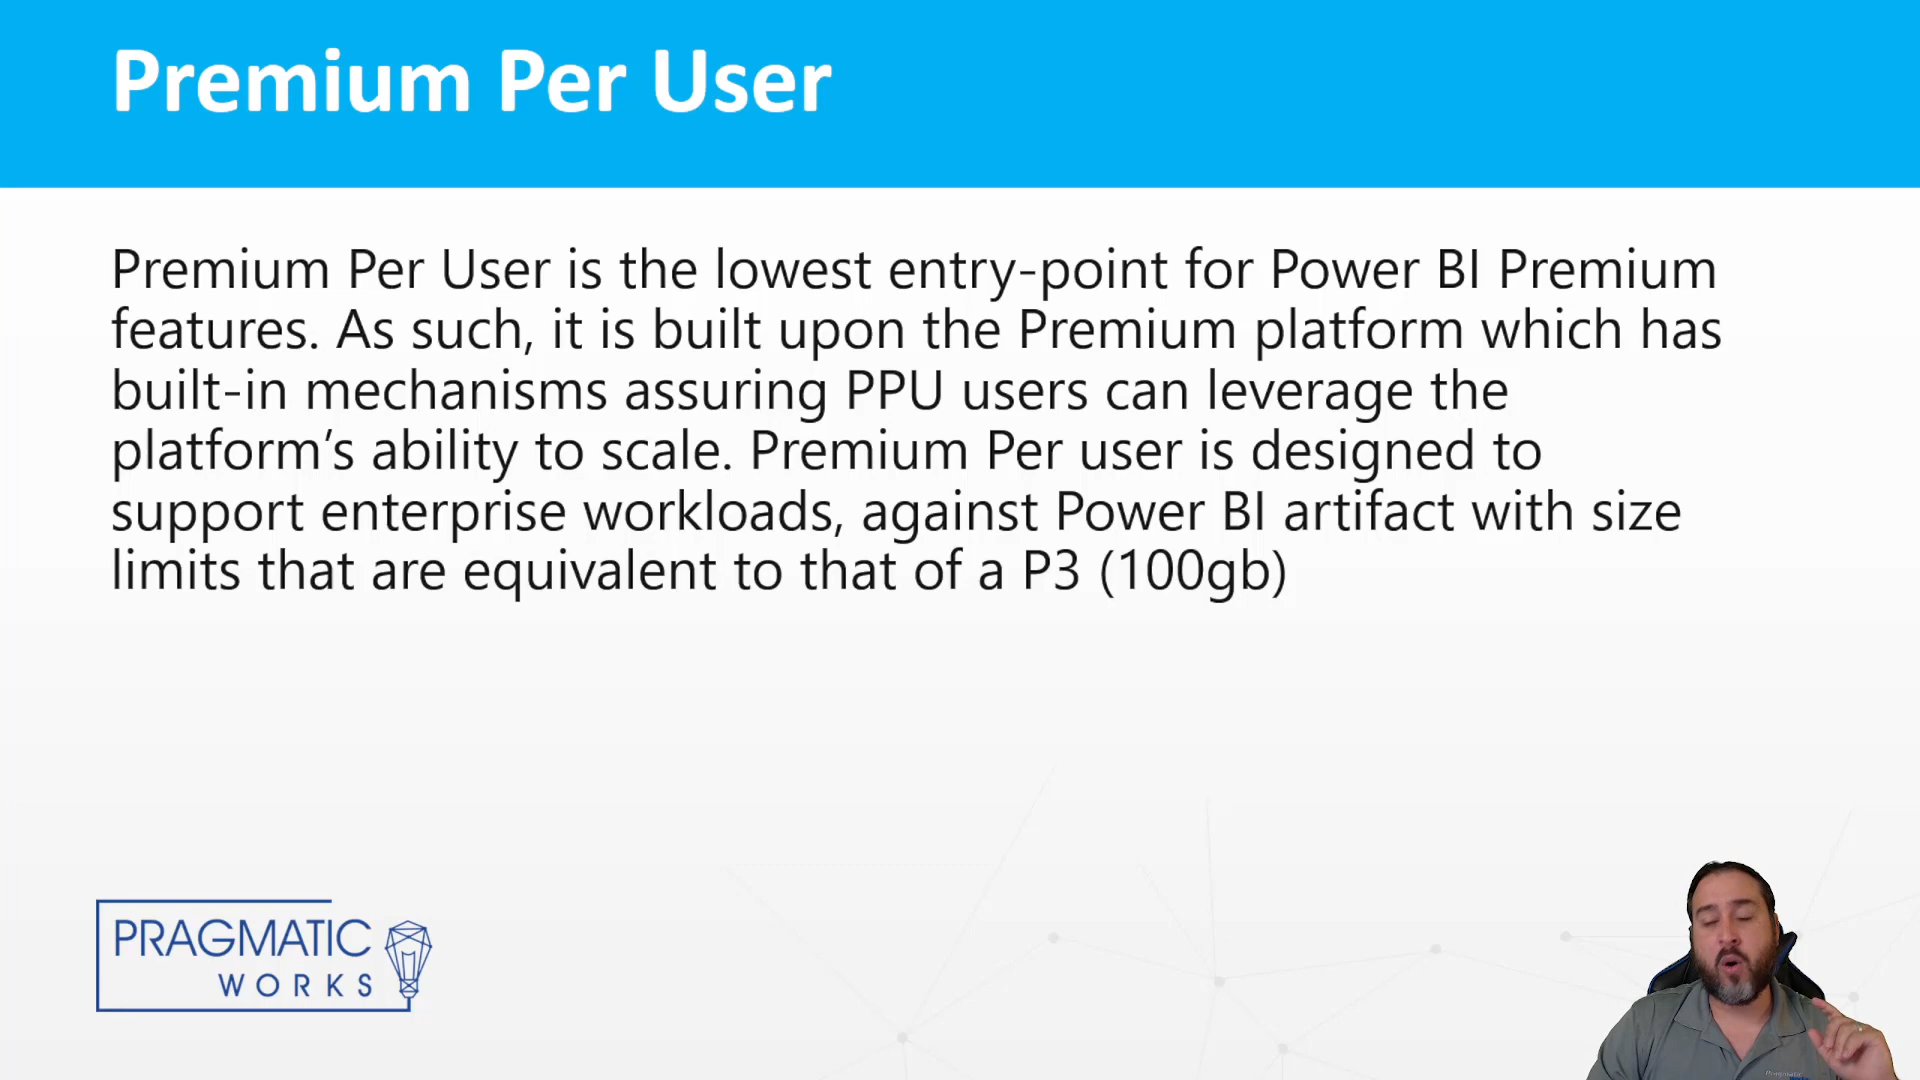 Premium Per User
Premium Per User is the lowest entry-point for Power BI Premium
features. As such, it is built upon the Premium platform which has
built-in mechanisms assuring PPU users can leverage the
platform’s ability to scale. Premium Per user is designed to
support enterprise workloads, against Power BI artifact with size
limits that are equivalent to that of a P3 (100gb)
PRAGMATIC
WORKS